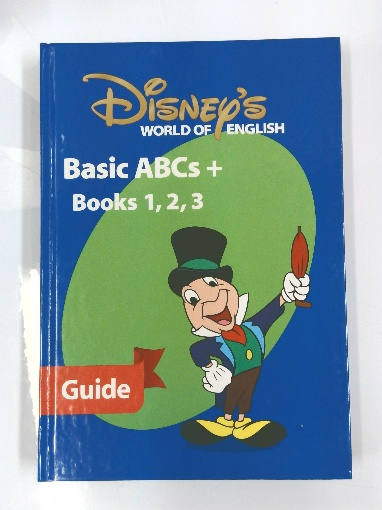 Disney's
WORLD OF ENGLISH
Basic ABCs +
Books 1, 2, 3
Guide